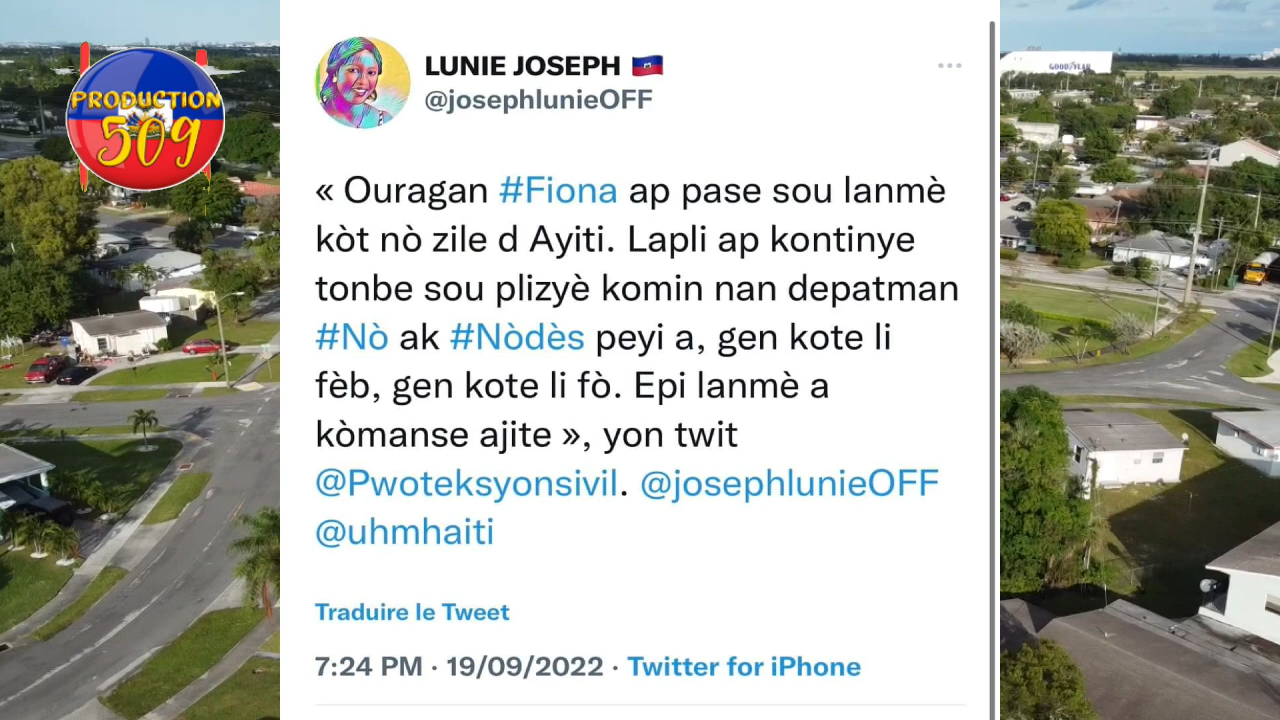 PRODUCTION
509
LUNIE JOSEPH 🇭🇹
@josephlunieOFF
« Ouragan #Fiona ap pase sou lanmè
kòt nò zile d Ayiti. Lapli ap kontinye
tonbe sou plizyè komin nan depatman
#Nò ak #Nòdès peyi a, gen kote li
fèb, gen kote li fò. Epi lanmè a
kòmanse ajite », yon twit
@Pwoteksyonsivil. @josephlunieOFF
@uhmhaiti
Traduire le Tweet
7:24 PM · 19/09/2022 · Twitter for iPhone
GOODYEAR